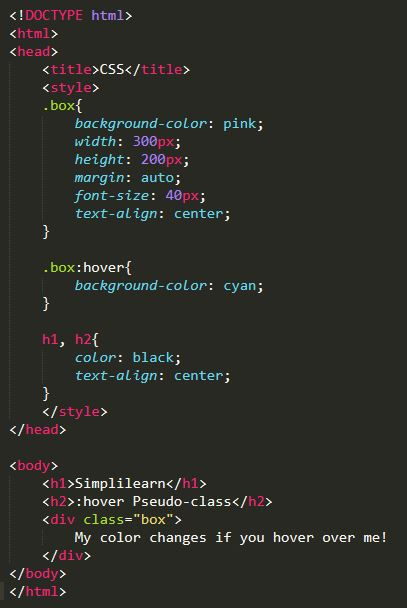 <!DOCTYPE html>
<html>
<head>
    <title>CSS</title>
    <style>
    .box{
        background-color: pink;
        width: 300px;
        height: 200px;
        margin: auto;
        font-size: 40px;
        text-align: center;
    }

    .box:hover{
        background-color: cyan;
    }

    h1, h2{
        color: black;
        text-align: center;
    }
    </style>
</head>

<body>
    <h1>Simplilearn</h1>
    <h2>:hover Pseudo-class</h2>
    <div class="box">
        My color changes if you hover over me!
    </div>
</body>
</html>